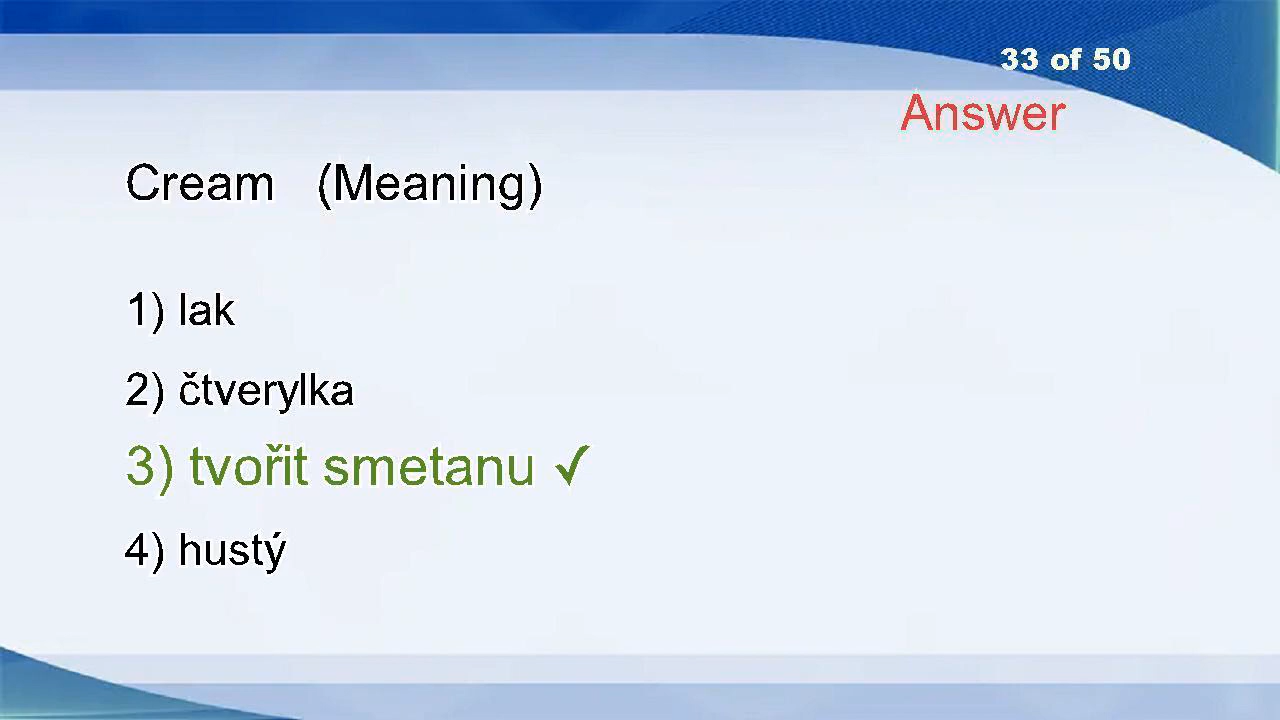 33 of 50
Answer
Cream (Meaning)
1) lak
2) čtverylka
3) tvořit smetanu ✓
4) hustý